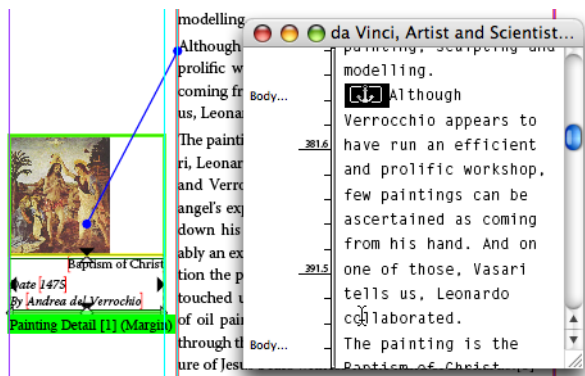 modelling.
Although
prolific w
coming fr
us, Leona
The painti
ri, Leonar
and Verro
angel's exp
down his
ably an ex
tion the p
touched u
of oil pain
through th
ure of Jesu
Baptism of Christ
Date 1475
By Andrea del Verrochio
Painting Detail [1] (Margin)
da Vinci, Artist and Scientist...
painting, sculpting and
modelling.
Body...
Although
Verrocchio appears to
381.6
have run an efficient
and prolific workshop,
few paintings can be
ascertained as coming
from his hand. And on
391.5
one of those, Vasari
tells us, Leonardo
collaborated.
Body...
The painting is the
Baptism of Christ